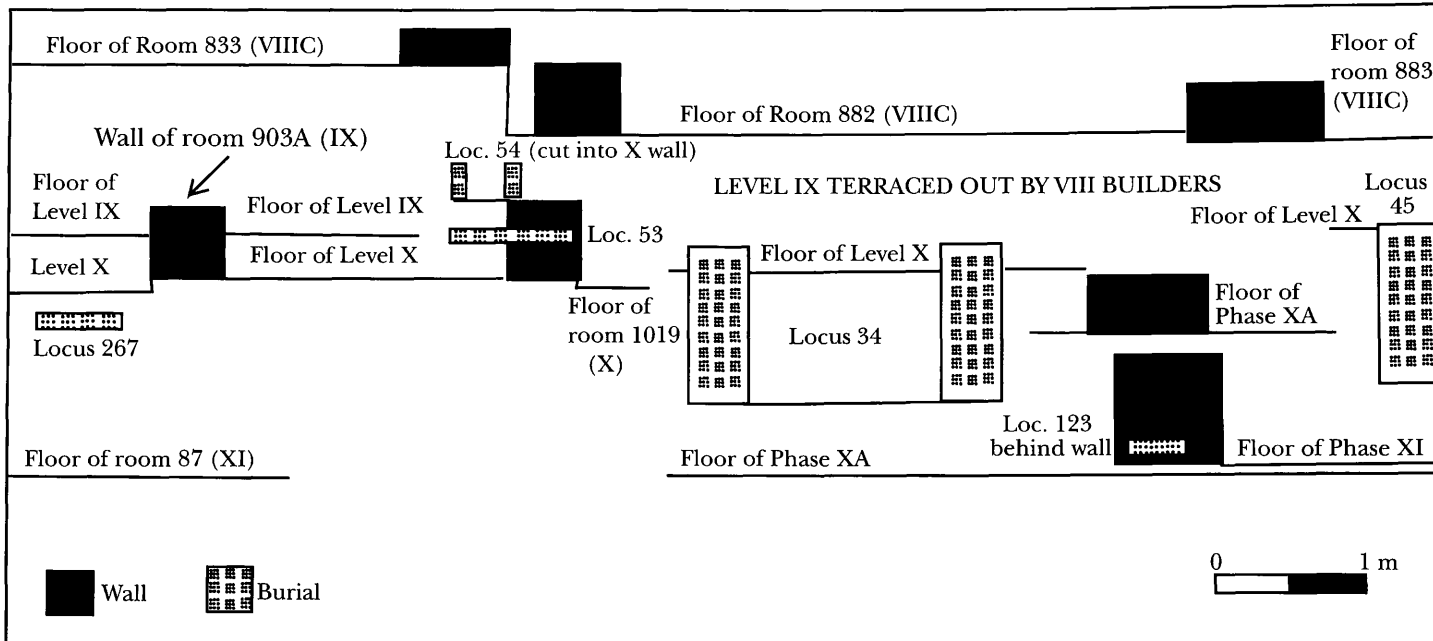 Floor of Room 833 (VIIIC)
Floor of
room 883
(VIIIC)
Floor of Room 882 (VIIIC)
Wall of room 903A (IX)
Loc. 54 (cut into X wall)
LEVEL IX TERRACED OUT BY VIII BUILDERS
Locus
45
Floor of
Level IX
Floor of Level IX
Floor of Level X
Loc. 53
Level X
Floor of Level X
Floor of Level X
Floor of
room 1019
(X)
Floor of
Phase XA
Locus 267
Locus 34
Loc. 123
behind wall
Floor of room 87 (XI)
Floor of Phase XA
Floor of Phase XI
Wall
Burial
0
1 m